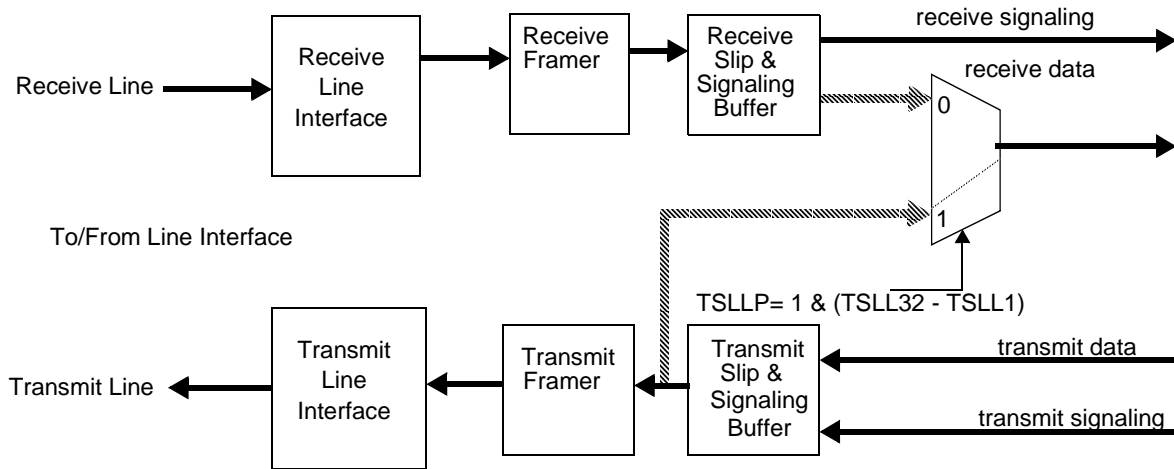 receive signaling
Receive
Framer
Receive
Slip &
Signaling
Buffer
Receive
Line
Interface
Receive Line
receive data
0
1
To/From Line Interface
TSLLP= 1 & (TSLL32 - TSLL1)
Transmit Line
Transmit
Line
Interface
Transmit
Framer
Transmit
Slip &
Signaling
Buffer
transmit data
transmit signaling